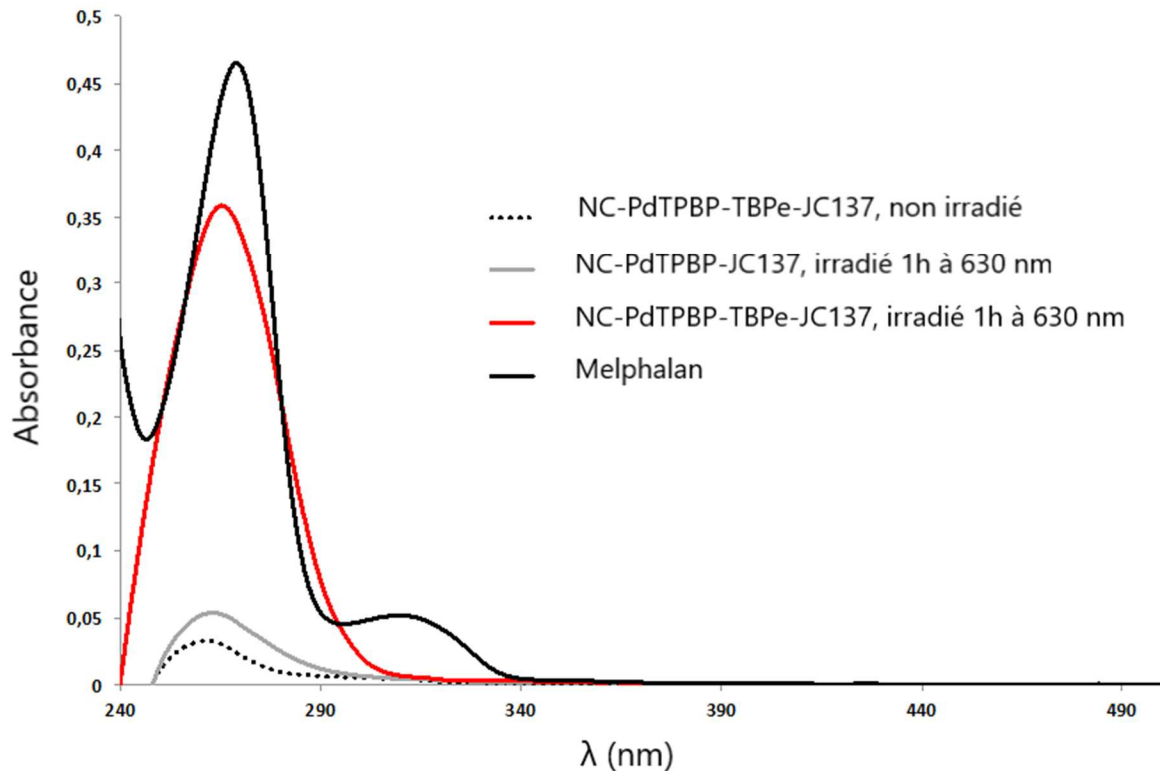 0,5
0,45
0,4
0,35
0,3
0,25
0,2
0,15
0,1
0,05
0
Absorbance
NC-PdTPBP-TBPe-JC137, non irradié
NC-PdTPBP-JC137, irradié 1h à 630 nm
NC-PdTPBP-TBPe-JC137, irradié 1h à 630 nm
Melphalan
240 290 340 390 440 490
λ (nm)